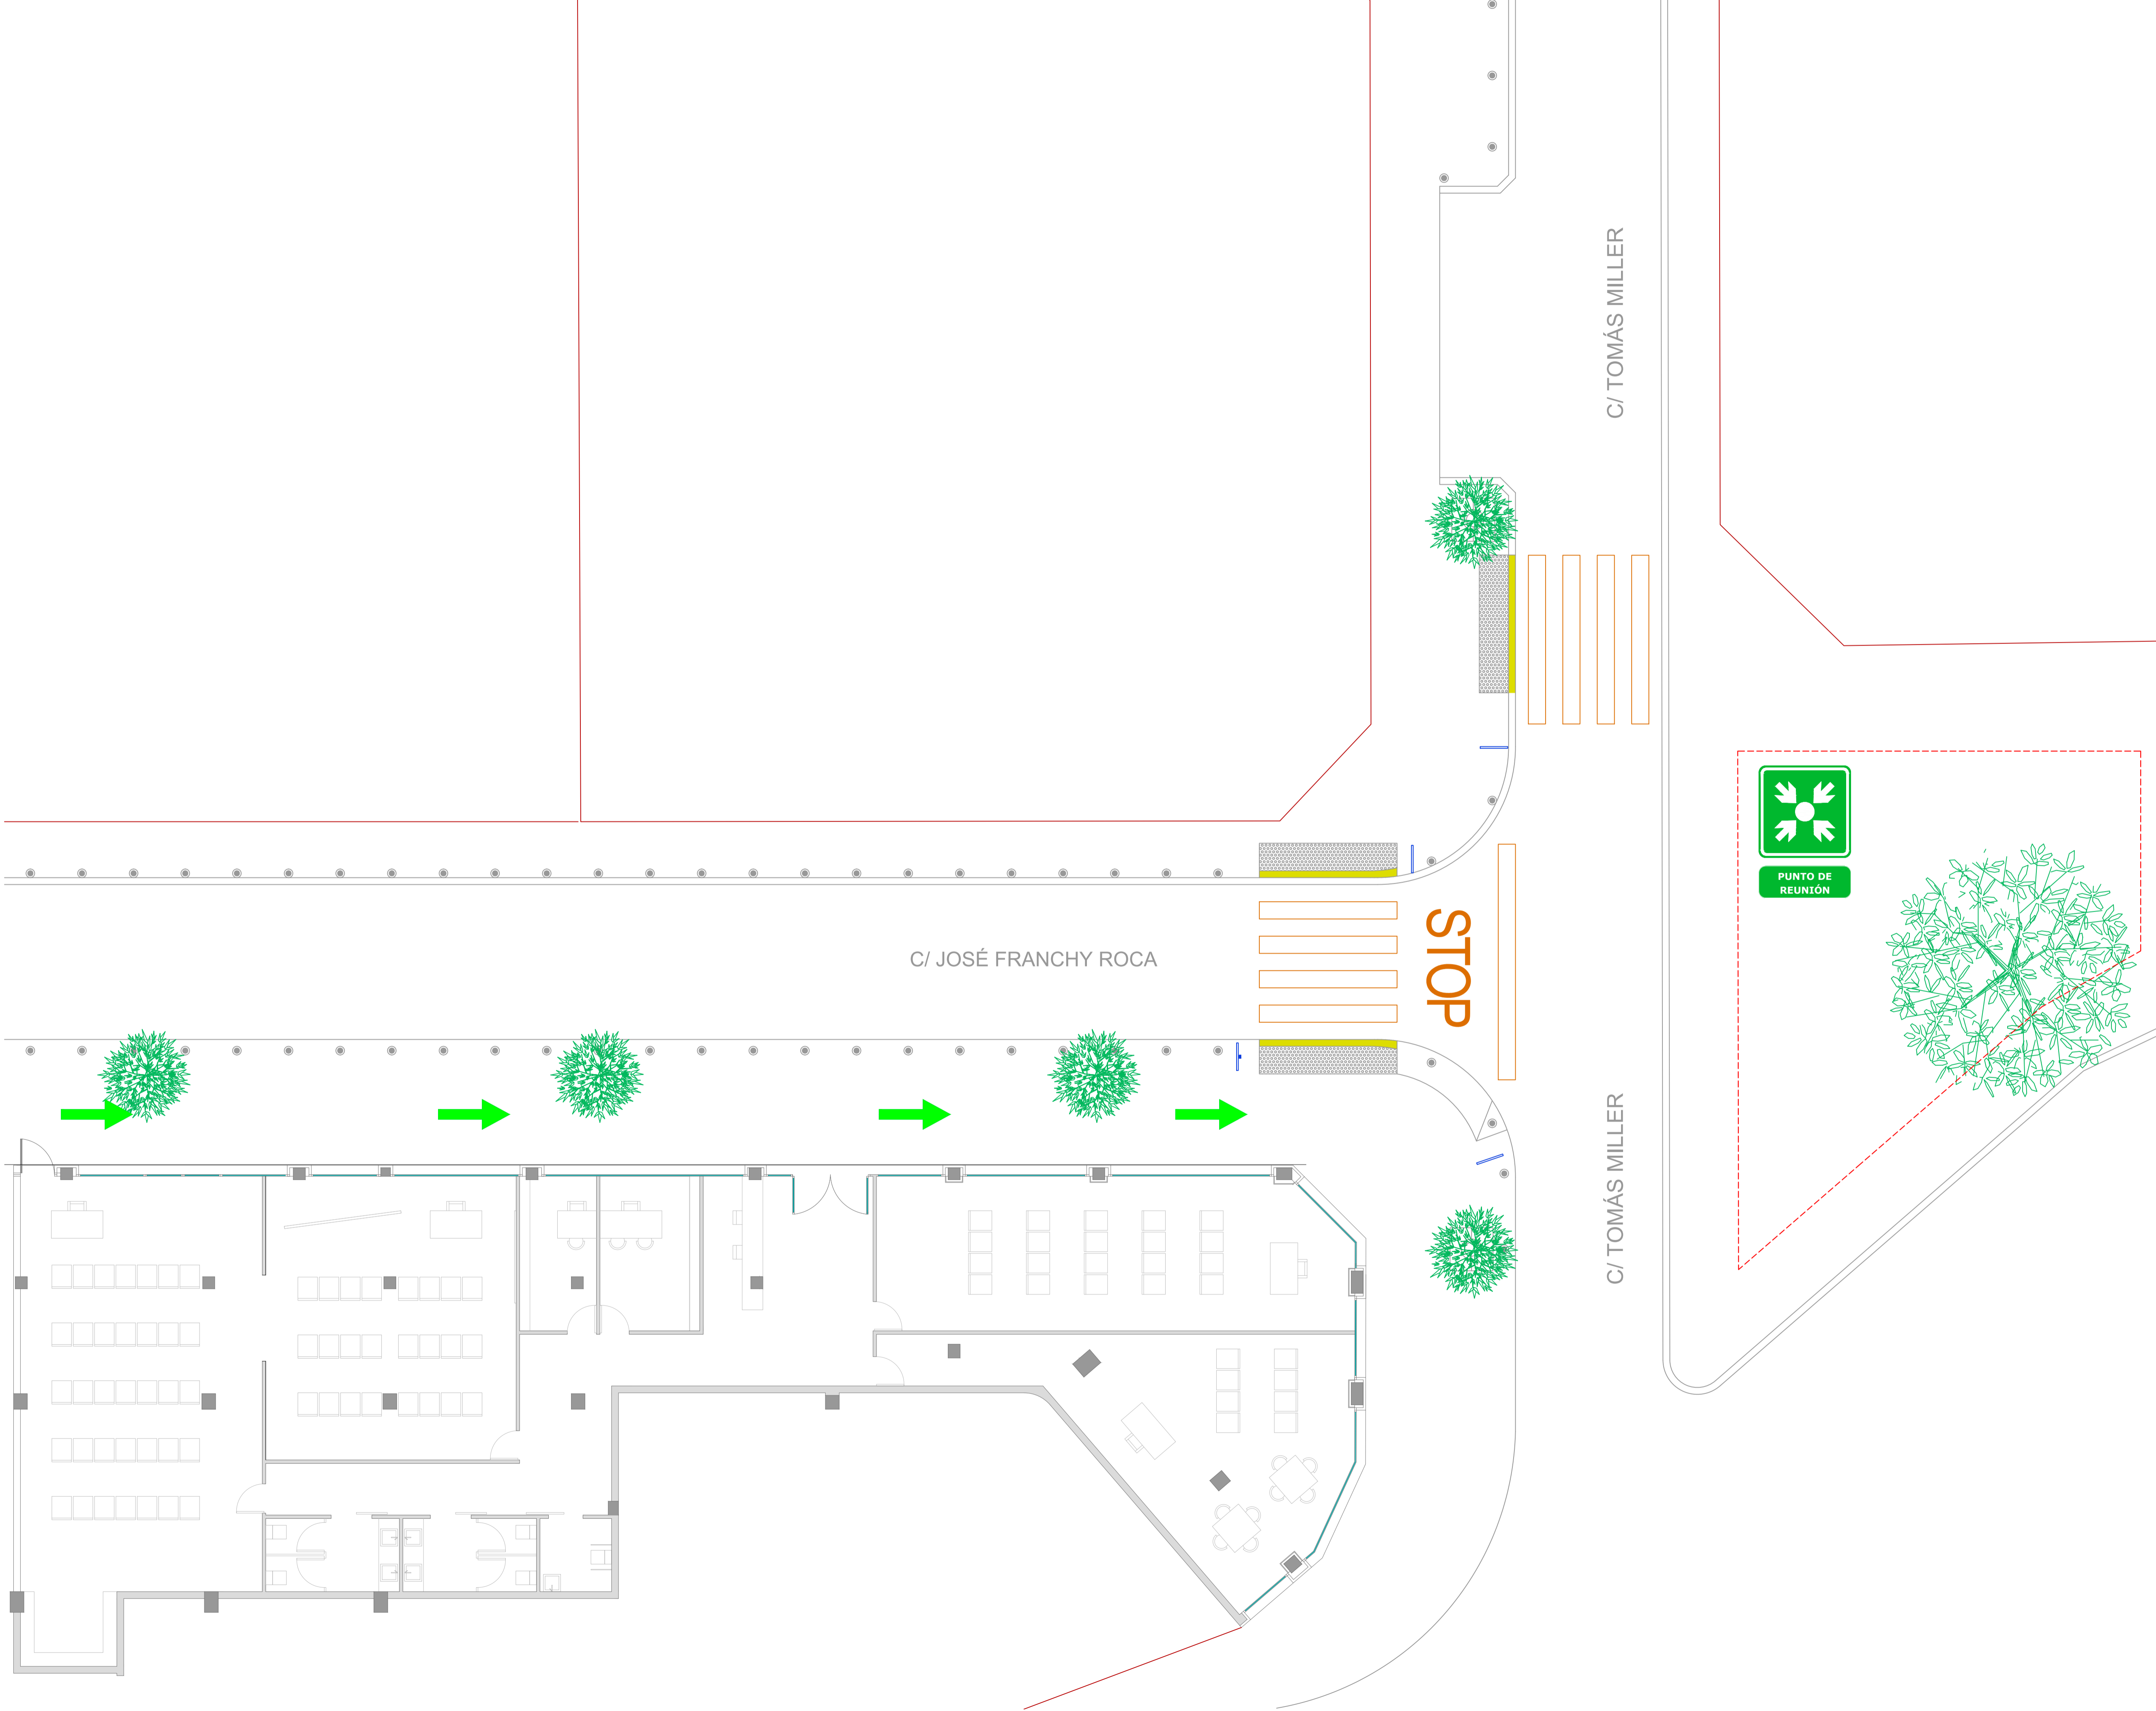 C/ TOMÁS MILLER
PUNTO DE
REUNIÓN
C/ JOSÉ FRANCHY ROCA
STOP
C/ TOMÁS MILLER